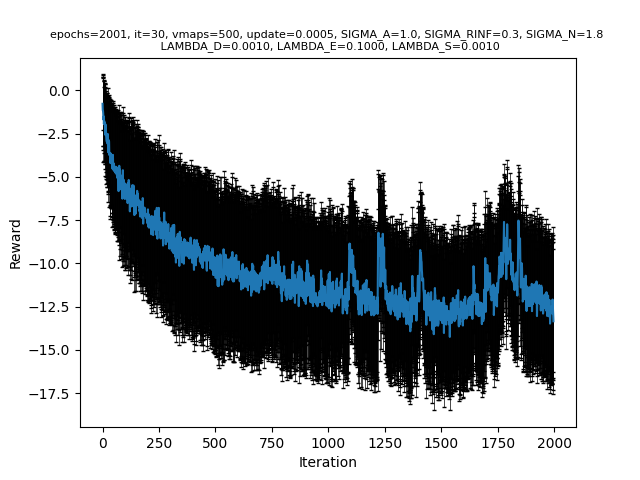 epochs=2001, it=30, vmaps=500, update=0.0005, SIGMA_A=1.0, SIGMA_RINF=0.3, SIGMA_N=1.8
LAMBDA_D=0.0010, LAMBDA_E=0.1000, LAMBDA_S=0.0010
0.0
−2.5
−5.0
−7.5
−10.0
−12.5
−15.0
−17.5
Reward
0 250 500 750 1000 1250 1500 1750 2000
Iteration